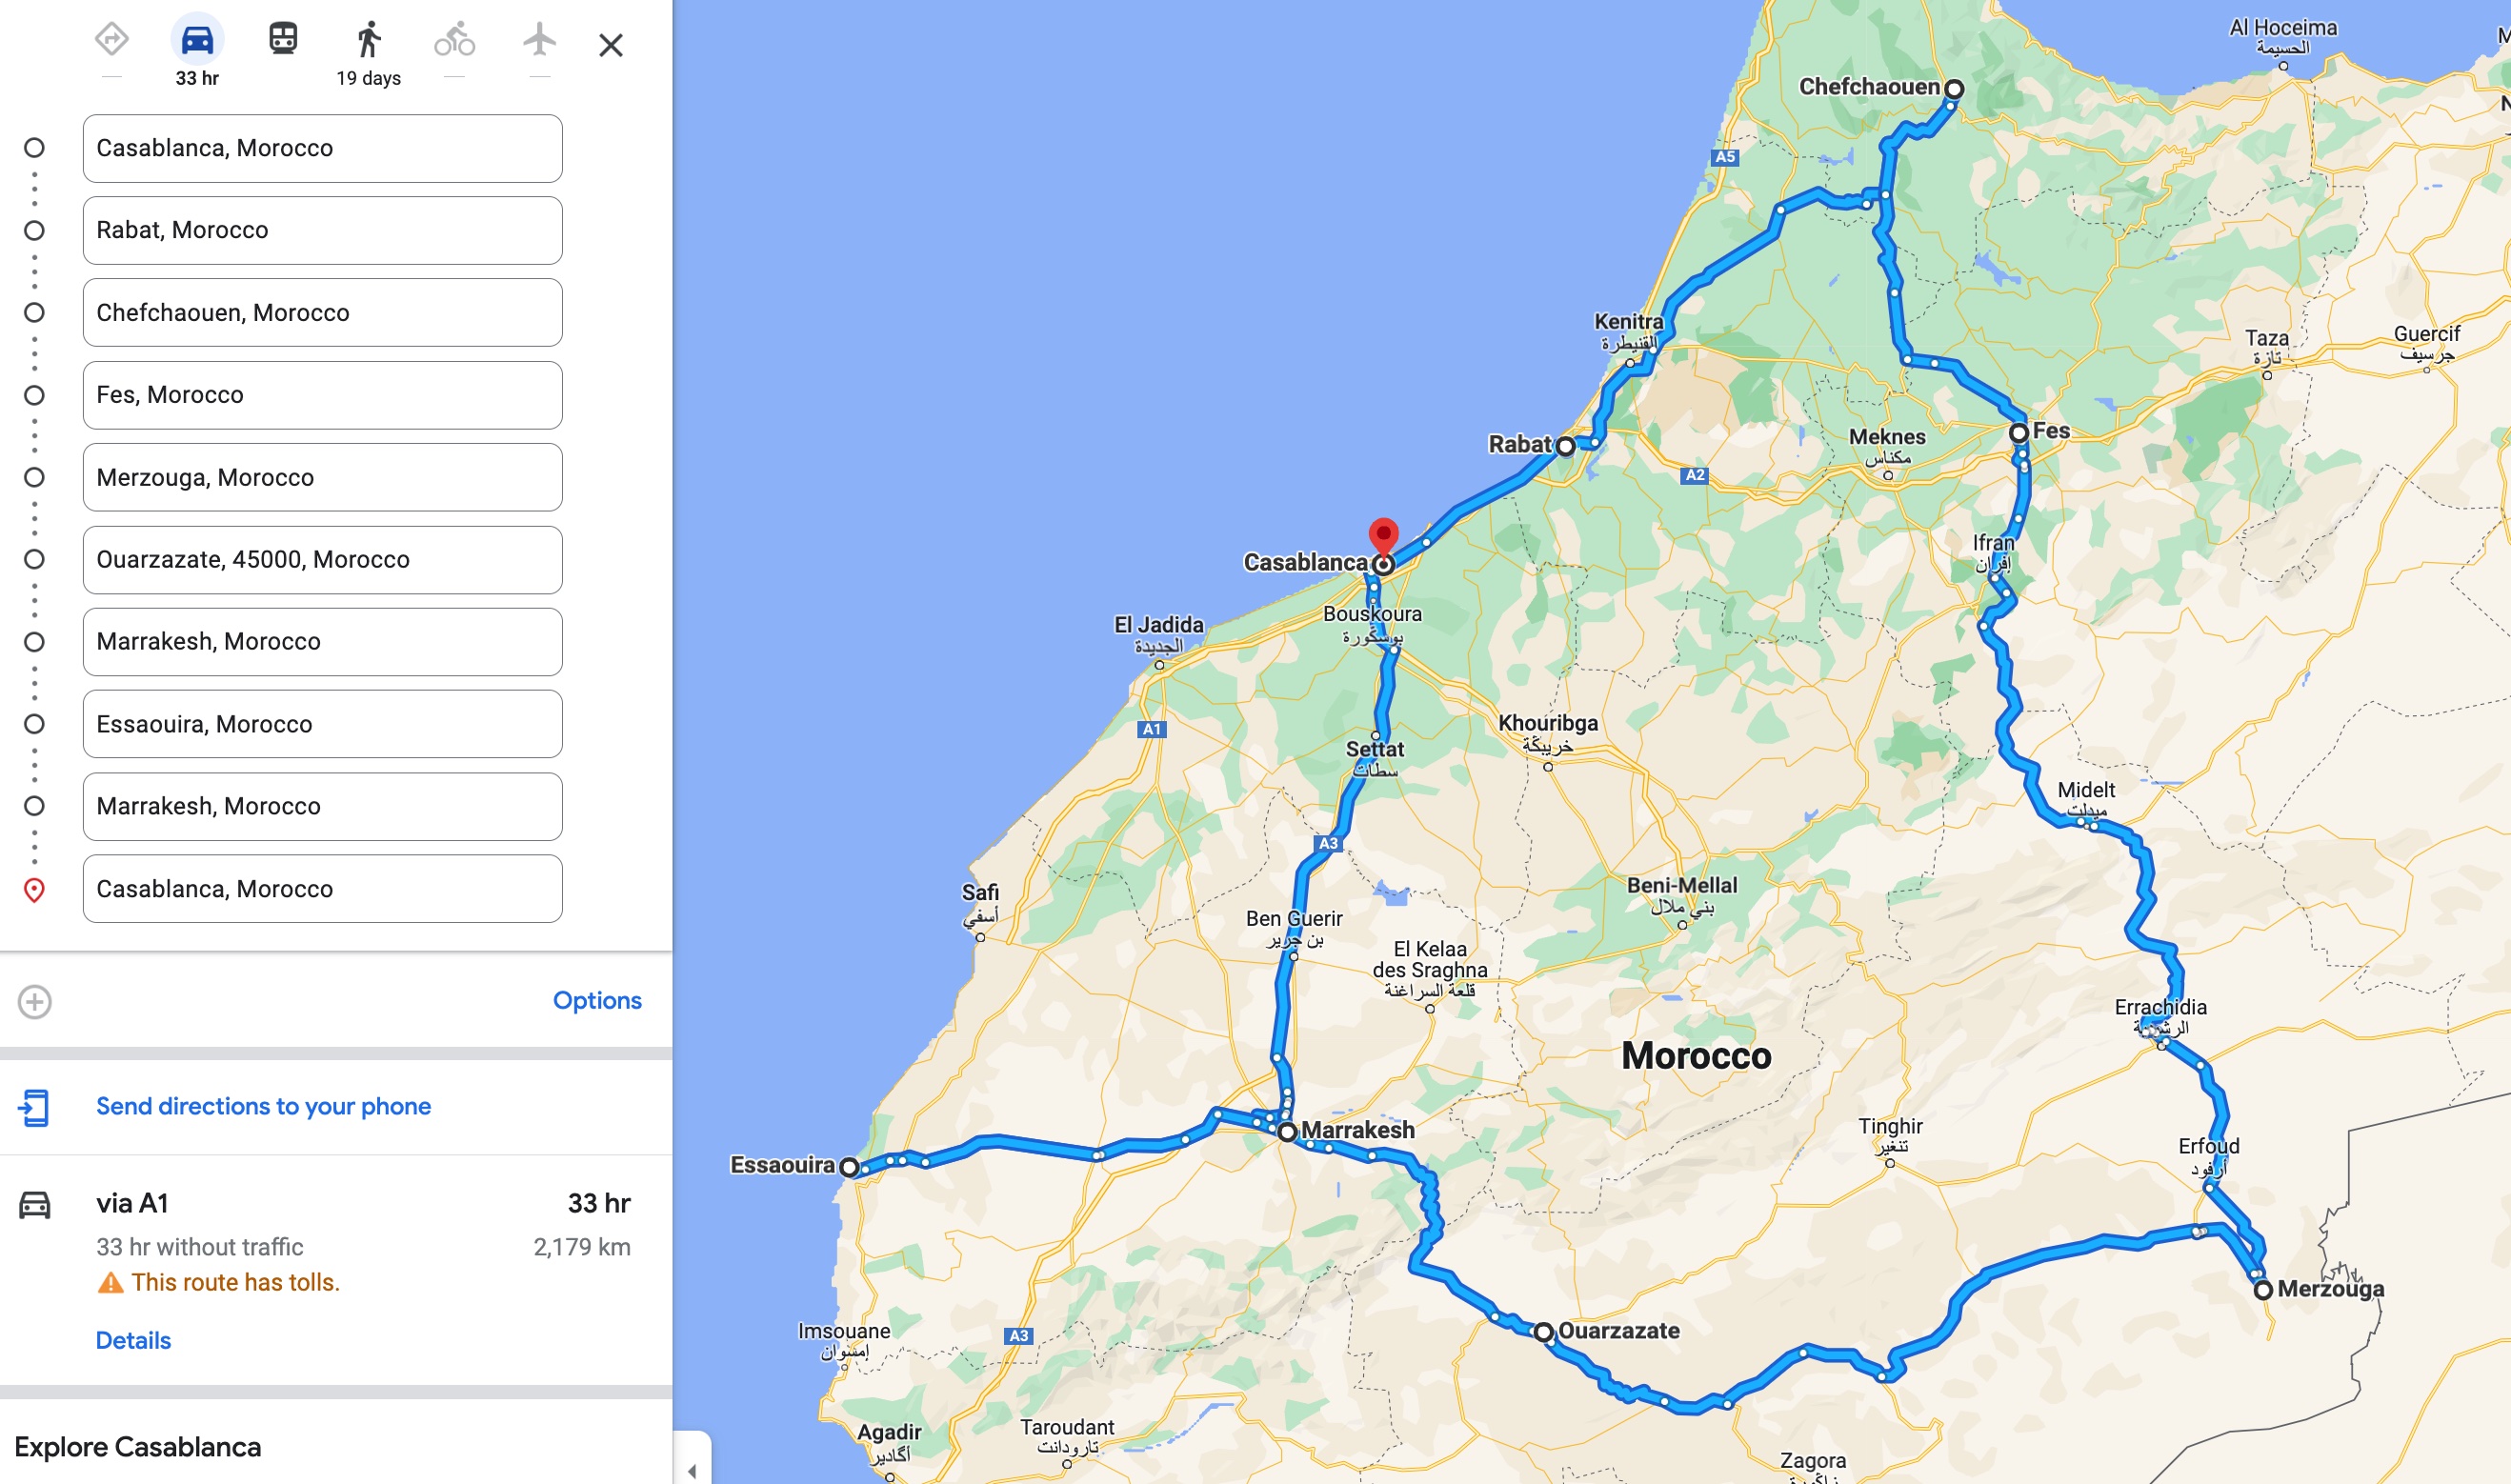 33 hr
19 days
Casablanca, Morocco
Rabat, Morocco
Chefchaouen, Morocco
Fes, Morocco
Merzouga, Morocco
Ouarzazate, 45000, Morocco
Marrakesh, Morocco
Essaouira, Morocco
Marrakesh, Morocco
Casablanca, Morocco
Options
Send directions to your phone
via A1
33 hr
33 hr without traffic
2,179 km
This route has tolls.
Details
Explore Casablanca
Al Hoceima
الحسيمة
Chefchaouen
A5
Kenitra
القنيطرة
Taza
تازة
Guercif
جرسيف
Rabat
Meknes
مكناس
Fes
A2
Casablanca
Ifran
إفران
Bouskoura
بوسكورة
El Jadida
الجديدة
A1
Khouribga
خريبكة
Settat
سطات
Midelt
ميدلت
A3
Safi
أسفي
Beni-Mellal
بني ملال
Ben Guerir
بن جرير
El Kelaa
des Sraghna
قلعة السراغنة
Errachidia
Morocco
Marrakesh
Tinghir
تنغير
Erfoud
أرفود
Essaouira
Merzouga
Imsouane
امسوان
A3
Ouarzazate
Agadir
أگادير
Taroudant
تارودانت
Zagora